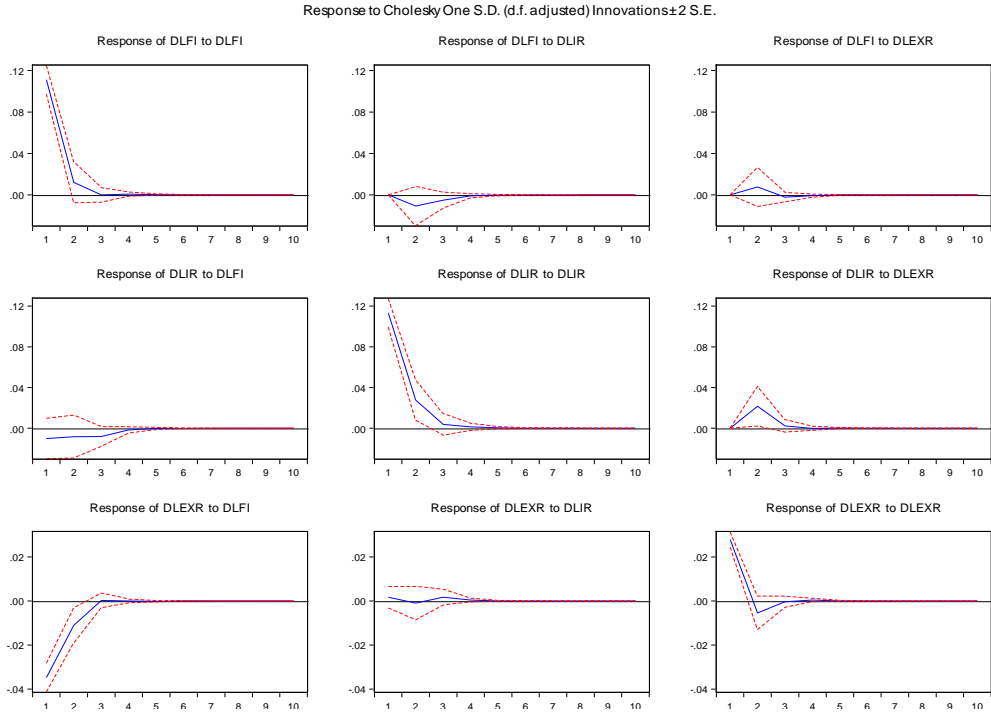 Response to Cholesky One S.D. (d.f. adjusted) Innovations ± 2 S.E.
Response of DLFI to DLFI
Response of DLFI to DLIR
Response of DLFI to DLEXR
.12
.08
.04
.00
1 2 3 4 5 6 7 8 9 10
.12
.08
.04
.00
1 2 3 4 5 6 7 8 9 10
.12
.08
.04
.00
1 2 3 4 5 6 7 8 9 10
Response of DLIR to DLFI
Response of DLIR to DLIR
Response of DLIR to DLEXR
.12
.08
.04
.00
1 2 3 4 5 6 7 8 9 10
.12
.08
.04
.00
1 2 3 4 5 6 7 8 9 10
.12
.08
.04
.00
1 2 3 4 5 6 7 8 9 10
Response of DLEXR to DLFI
Response of DLEXR to DLIR
Response of DLEXR to DLEXR
.02
.00
-.02
-.04
1 2 3 4 5 6 7 8 9 10
.02
.00
-.02
-.04
1 2 3 4 5 6 7 8 9 10
.02
.00
-.02
-.04
1 2 3 4 5 6 7 8 9 10